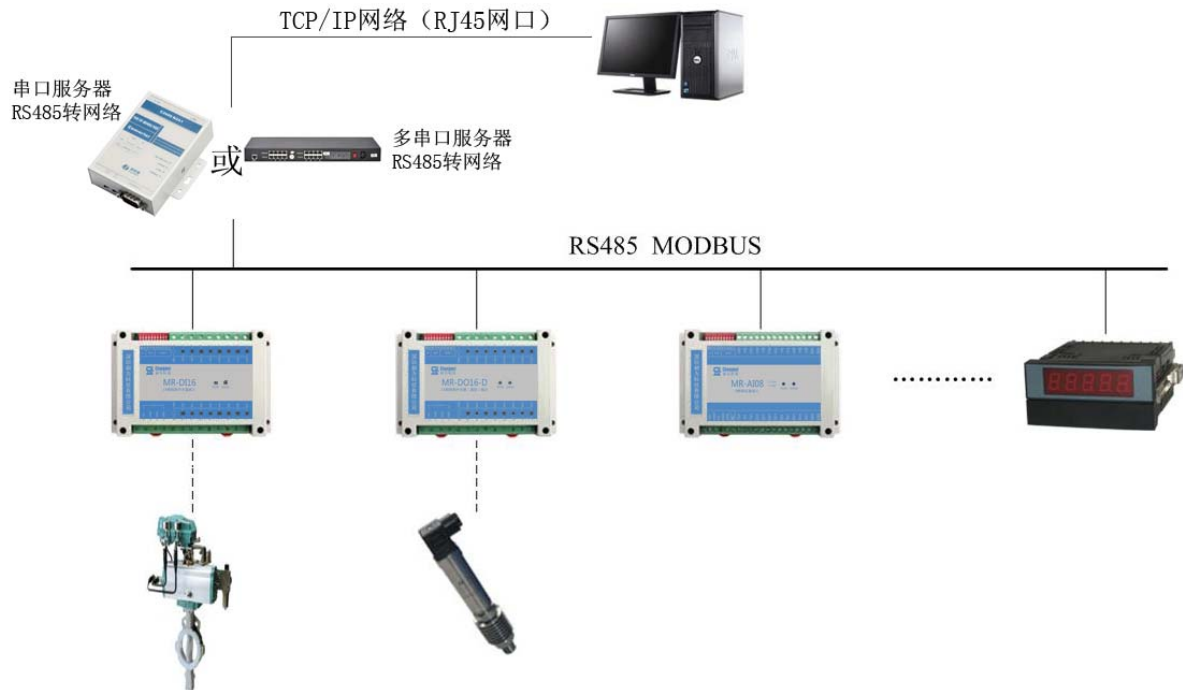 TCP/IP网络（RJ45网口）
串口服务器
RS485转网络
或
多串口服务器
RS485转网络
RS485 MODBUS
MR-DI16
MR-DO16-D
MR-AI08